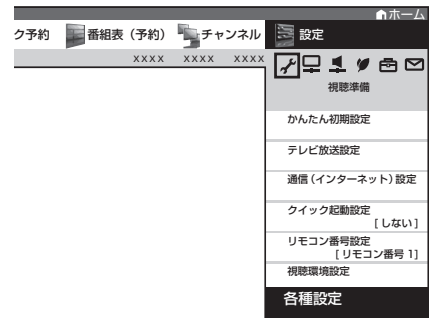 ホーム
ク予約 番組表（予約） チャンネル 設定
xxxx xxxx xxxx
視聴準備
かんたん初期設定
テレビ放送設定
通信（インターネット）設定
クイック起動設定
[しない]
リモコン番号設定
[リモコン番号 1]
視聴環境設定
各種設定